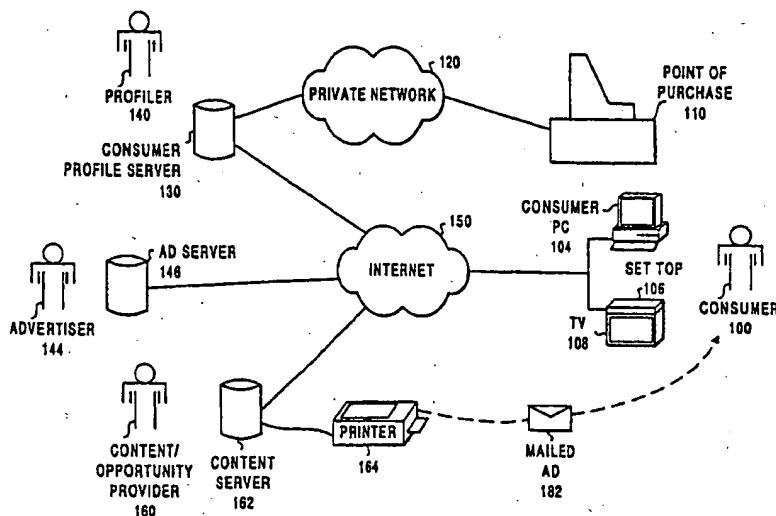 PROFILER
140
CONSUMER
PROFILE SERVER
130
120
PRIVATE NETWORK
POINT OF
PURCHASE
110
150
INTERNET
CONSUMER
PC
104
SET TOP
106
TV
108
CONSUMER
100
AD SERVER
146
ADVERTISER
144
CONTENT/
OPPORTUNITY
PROVIDER
160
CONTENT
SERVER
162
PRINTER
164
MAILED
AD
182